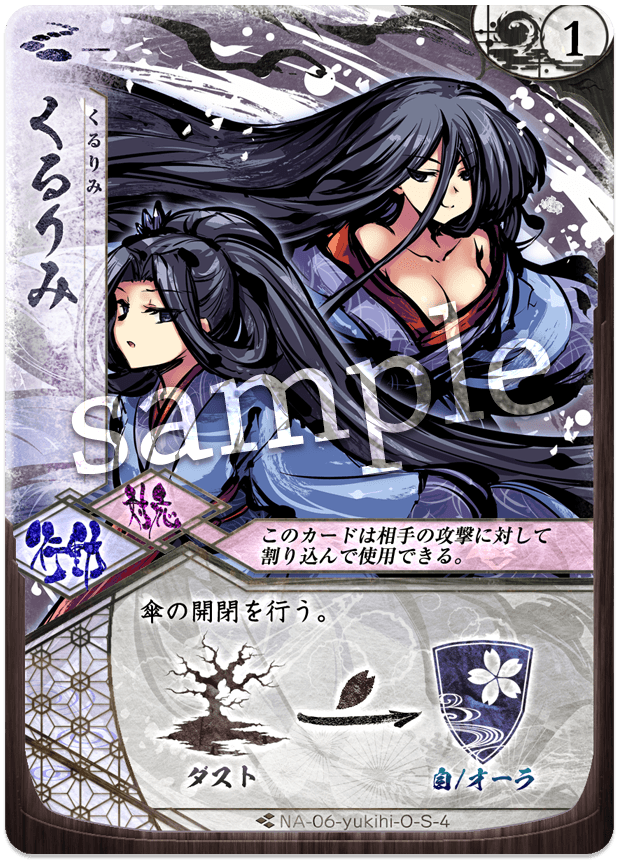 1
くるりみ
くるりみ
sample
行動
対応
このカードは相手の攻撃に対して
割り込んで使用できる。
傘の開閉を行う。
ダスト
自/オーラ
NA-06-yukihi-O-S-4